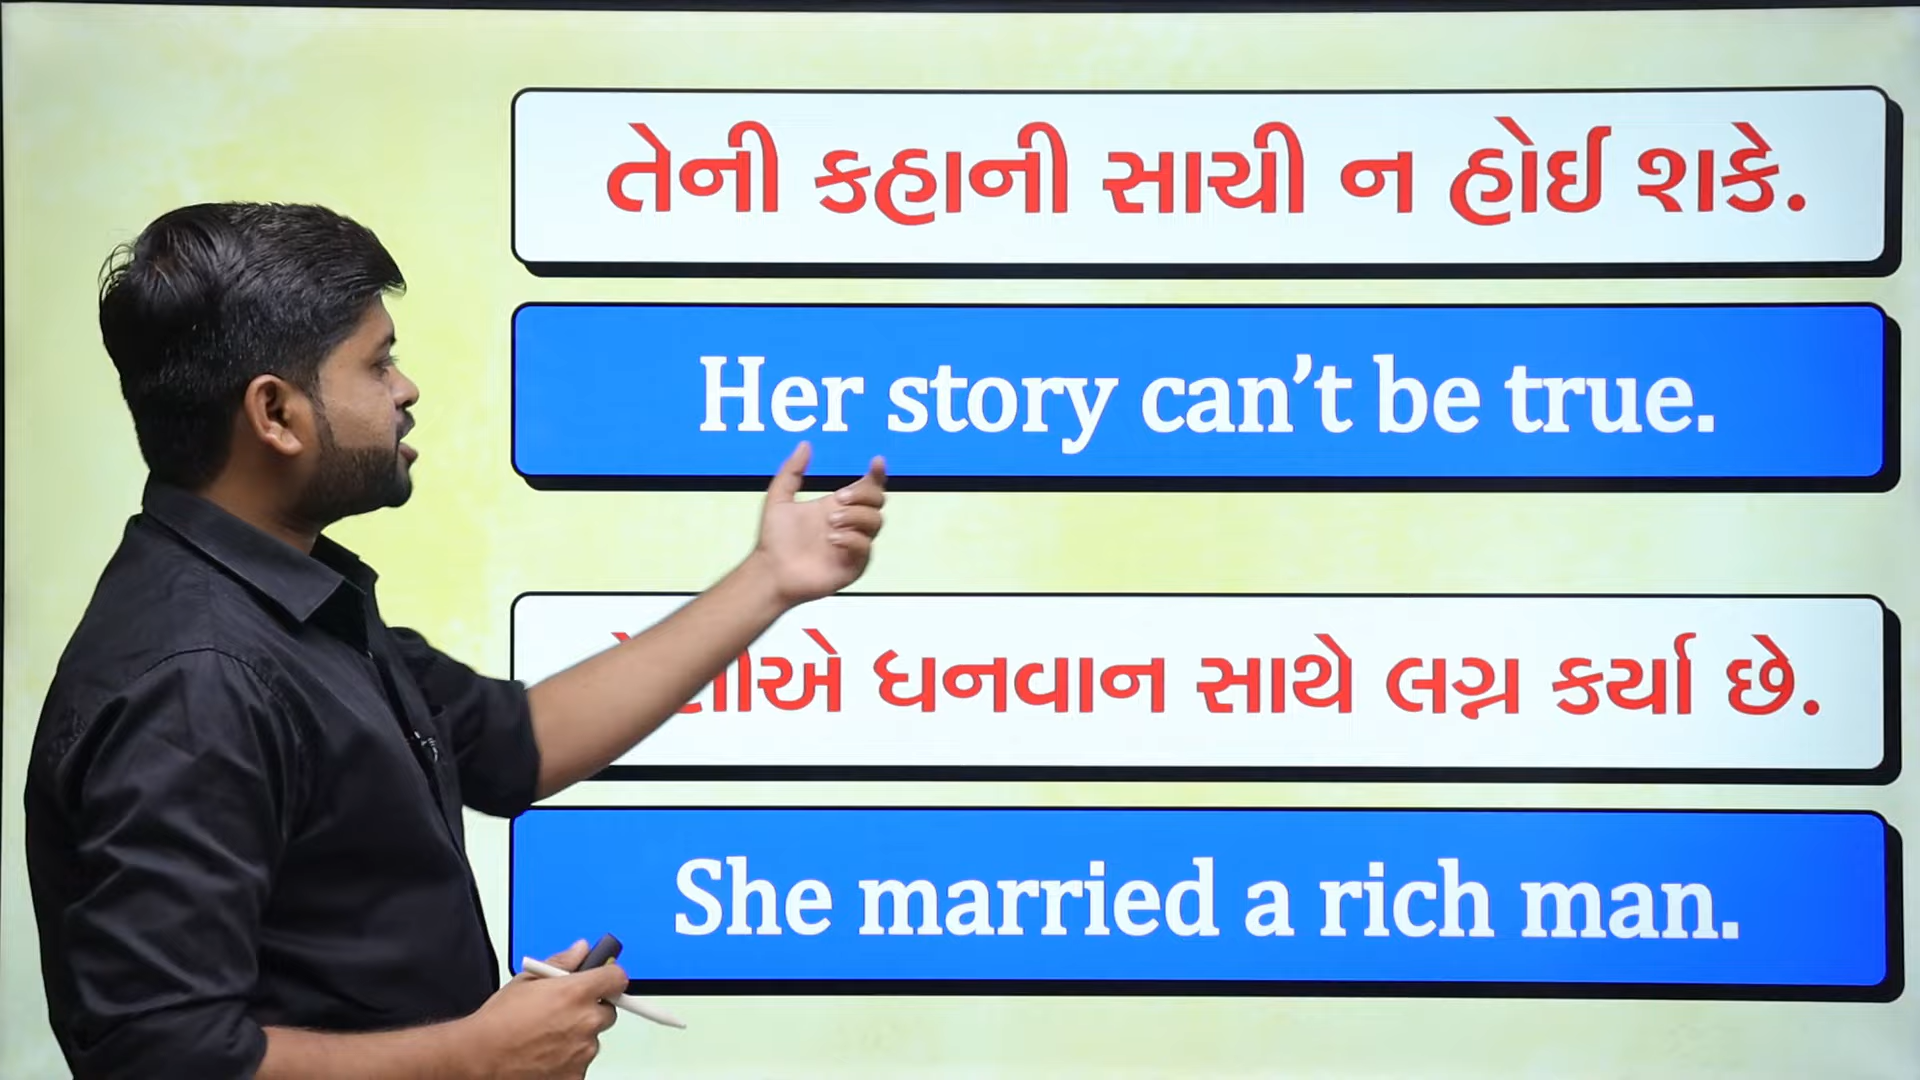 તેની કહાની સાચી ન હોઈ શકે.
Her story can’t be true.
ધનવાન સાથે લગ્ન કર્યા છે.
She married a rich man.